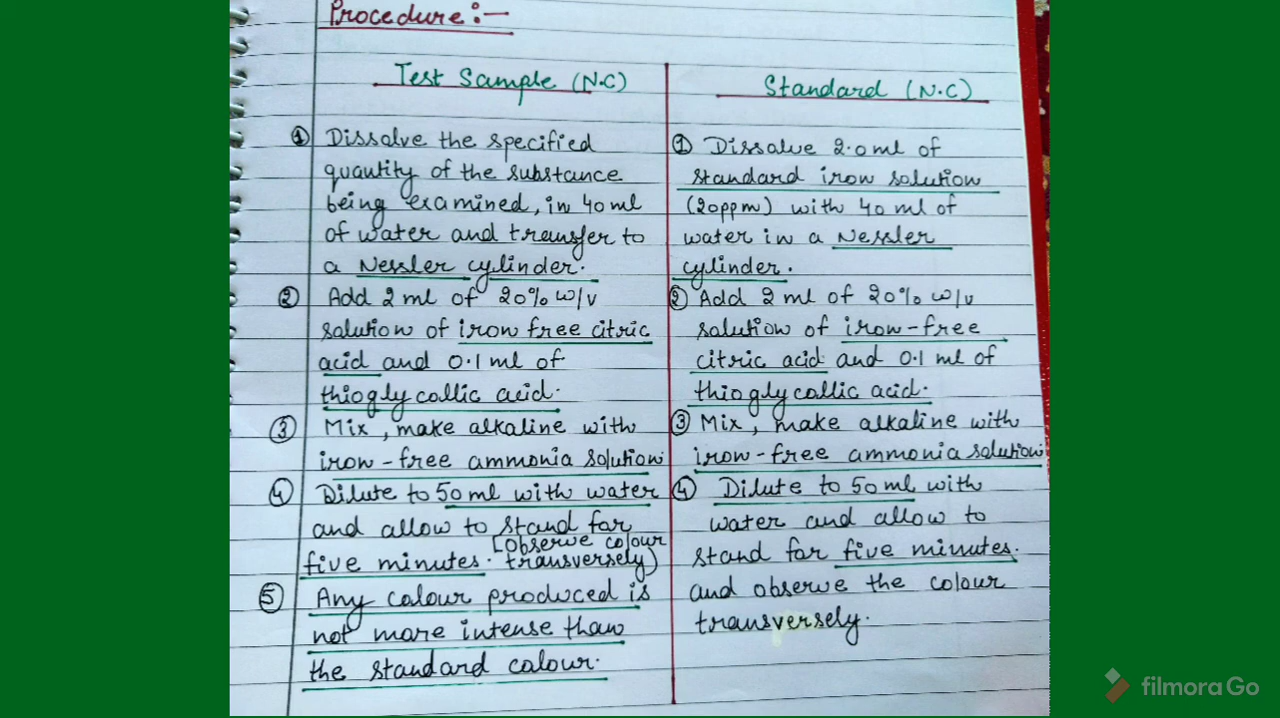 Procedure:-
Test Sample (N.C)
① Dissolve the specified
quantity of the substance
being examined, in 40 ml
of water and transfer to
a Nessler cylinder.
② Add 2 ml of 20% w/v
solution of iron free citric
acid and 0.1 ml of
thioglycollic acid.
③ Mix, make alkaline with
iron-free ammonia solution
④ Dilute to 50 ml with water
and allow to stand for
five minutes. [Observe colour
transversely)
⑤ Any colour produced is
not more intense than
the standard colour.
Standard (N.C)
① Dissolve 2.0 ml of
standard iron solution
(20ppm) with 40 ml of
water in a Nessler
cylinder.
② Add 2 ml of 20% w/v
solution of iron-free
citric acid and 0.1 ml of
thioglycollic acid.
③ Mix, make alkaline with
iron-free ammonia solution
④ Dilute to 50 ml with
water and allow to
stand for five minutes.
and observe the colour
transversely.
filmoraGo